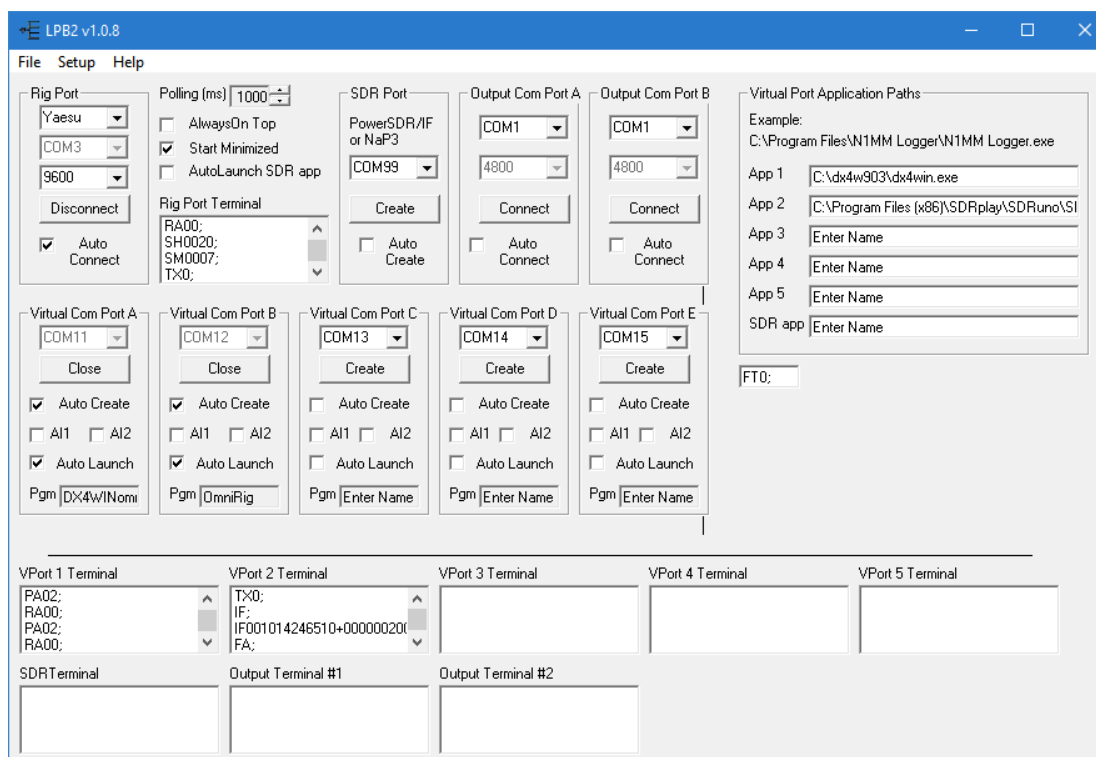 LPB2 v1.0.8
File Setup Help
Rig Port
Yaesu
COM3
9600
Disconnect
Auto
Connect
Polling (ms) 1000
AlwaysOn Top
Start Minimized
AutoLaunch SDR app
Rig Port Terminal
RA00;
SH0020;
SM0007;
TX0;
SDR Port
PowerSDR/IF
or NaP3
COM99
Create
Auto
Create
Output Com Port A
COM1
4800
Connect
Auto
Connect
Output Com Port B
COM1
4800
Connect
Auto
Connect
Virtual Port Application Paths
Example:
C:\Program Files\N1MM Logger\N1MM Logger.exe
App 1 C:\dx4w903\dx4win.exe
App 2 C:\Program Files (x86)\SDRplay\SDRuno\SI
App 3 Enter Name
App 4 Enter Name
App 5 Enter Name
SDR app Enter Name
FT0;
Virtual Com Port A
COM11
Close
Auto Create
AI1 AI2
Auto Launch
Pgm DX4WINomi
Virtual Com Port B
COM12
Close
Auto Create
AI1 AI2
Auto Launch
Pgm OmniRig
Virtual Com Port C
COM13
Create
Auto Create
AI1 AI2
Auto Launch
Pgm Enter Name
Virtual Com Port D
COM14
Create
Auto Create
AI1 AI2
Auto Launch
Pgm Enter Name
Virtual Com Port E
COM15
Create
Auto Create
AI1 AI2
Auto Launch
Pgm Enter Name
VPort 1 Terminal
PA02;
RA00;
PA02;
RA00;
VPort 2 Terminal
TX0;
IF;
IF001014246510+000000200
FA;
VPort 3 Terminal
VPort 4 Terminal
VPort 5 Terminal
SDRTerminal
Output Terminal #1
Output Terminal #2